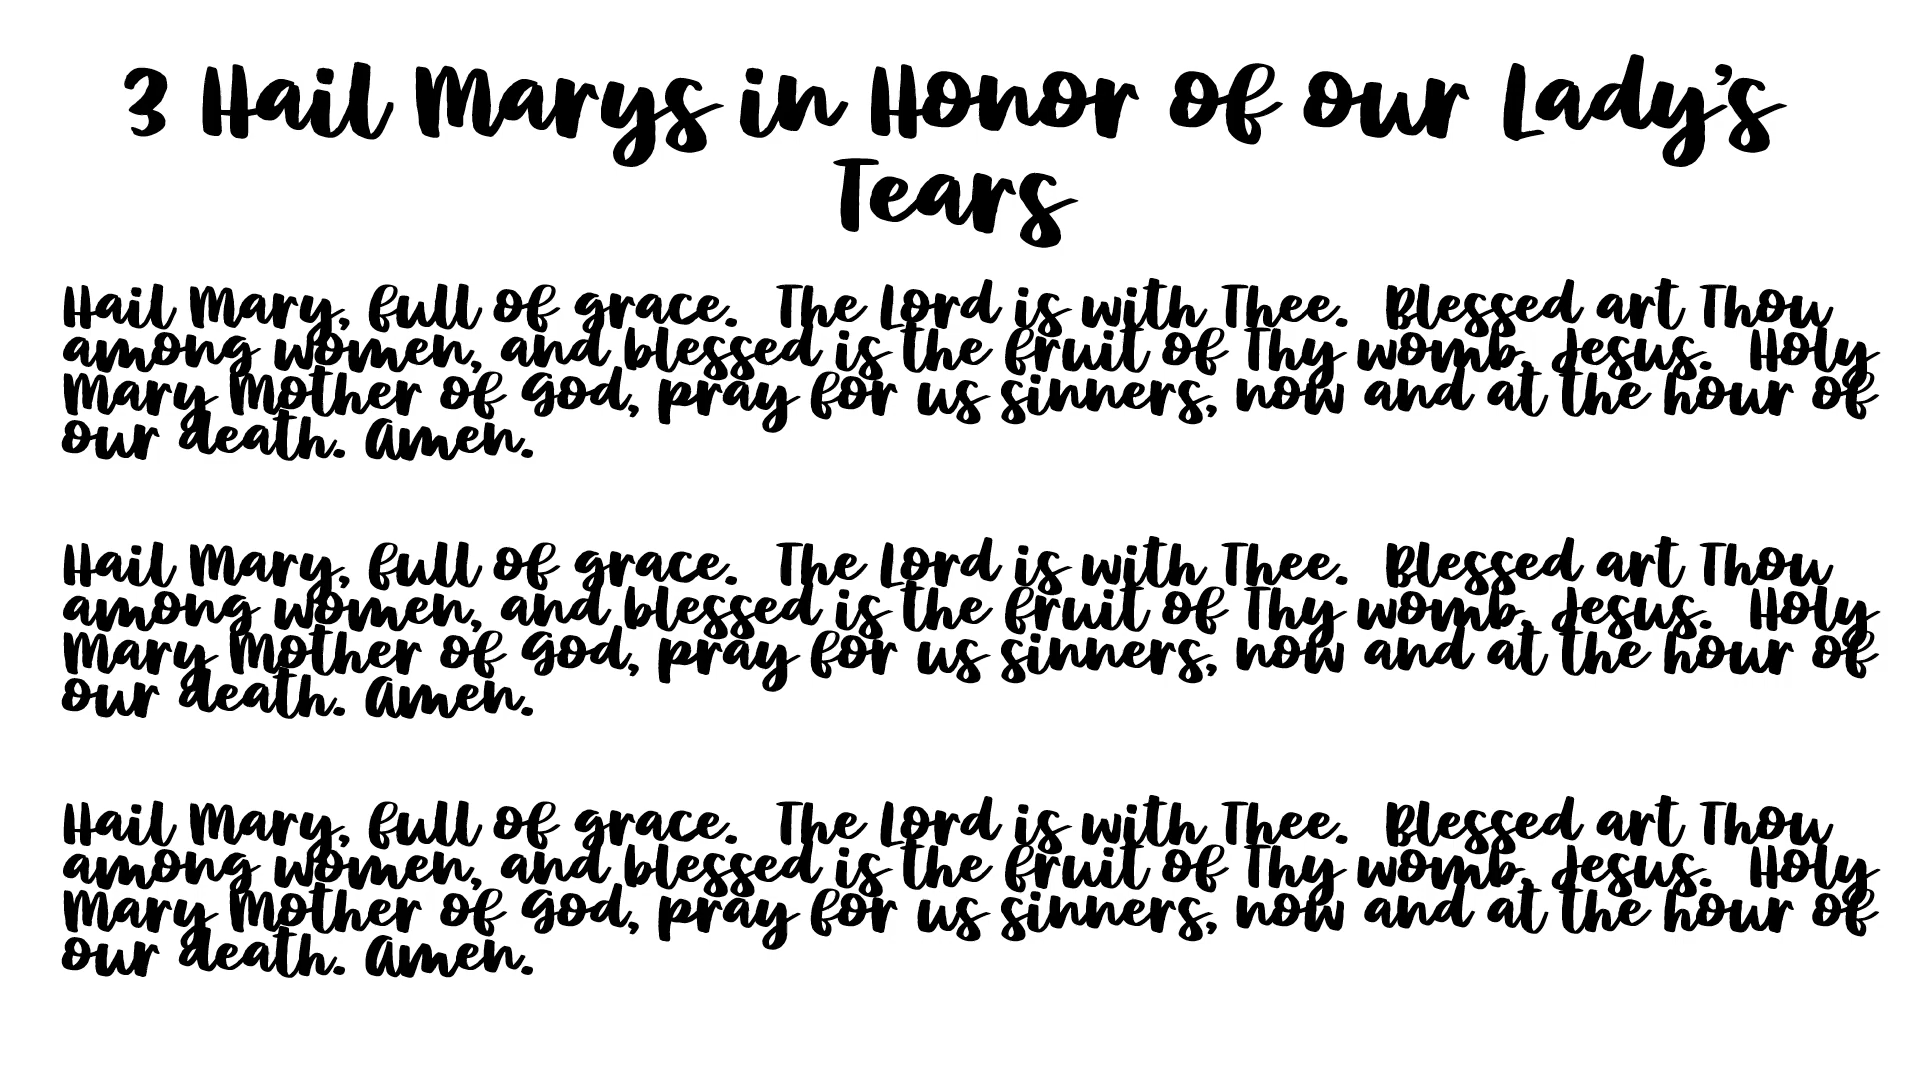 3 Hail Marys in Honor of our Lady's
Tears
Hail Mary, full of grace.  The Lord is with Thee.  Blessed art Thou
among women, and blessed is the fruit of Thy womb, Jesus.  Holy
Mary Mother of God, pray for us sinners, now and at the hour of
our death. Amen.
Hail Mary, full of grace.  The Lord is with Thee.  Blessed art Thou
among women, and blessed is the fruit of Thy womb, Jesus.  Holy
Mary Mother of God, pray for us sinners, now and at the hour of
our death. Amen.
Hail Mary, full of grace.  The Lord is with Thee.  Blessed art Thou
among women, and blessed is the fruit of Thy womb, Jesus.  Holy
Mary Mother of God, pray for us sinners, now and at the hour of
our death. Amen.